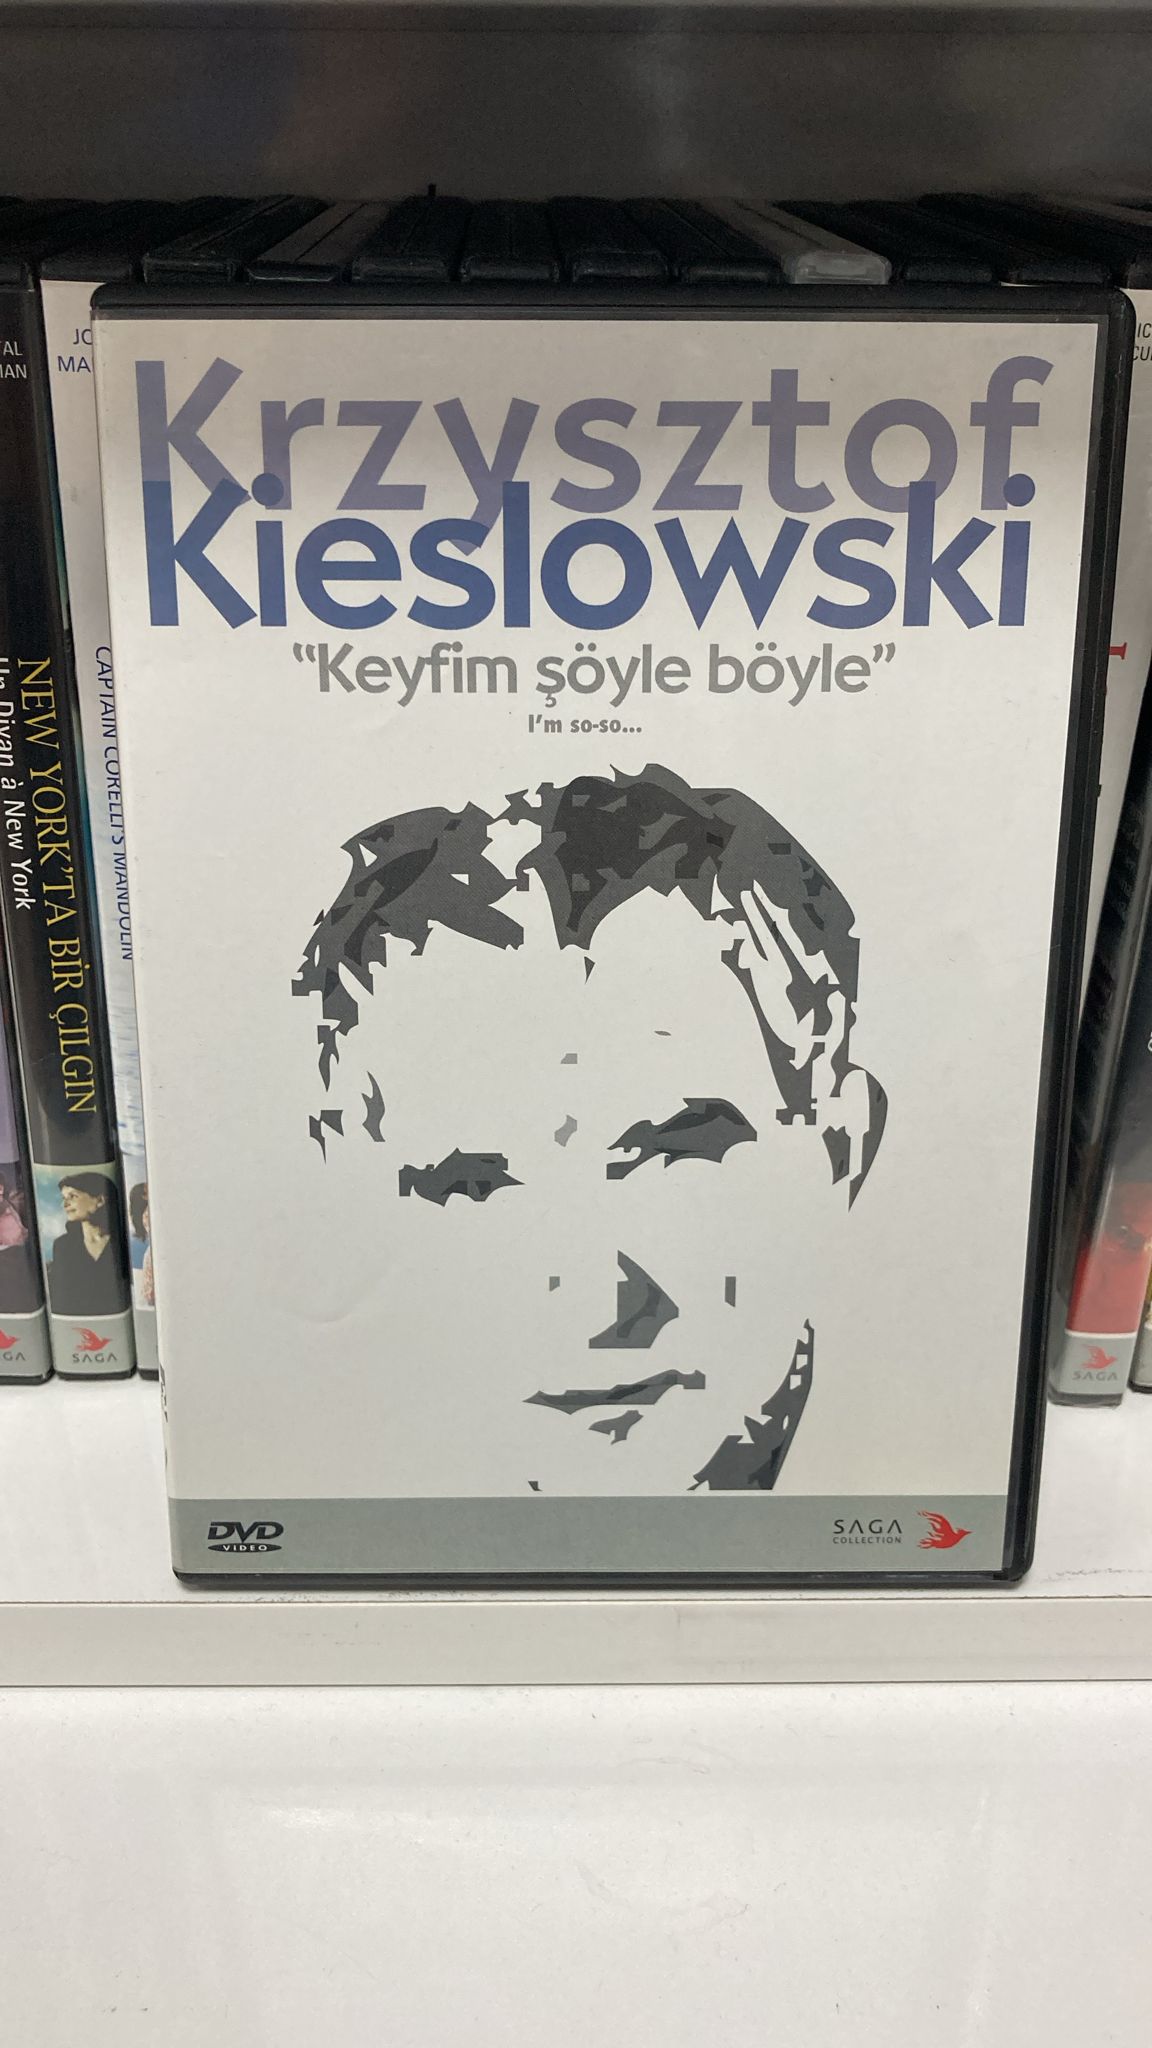 Krzysztof
Kieslowski
“Keyfim şöyle böyle”
I'm so-so...
DVD
VIDEO
SAGA
COLLECTION
NEW YORK'TA BİR ÇILGIN
Un Divan à New York
SAGA
CAPTAIN CORELLI'S MANDOLIN
SAGA